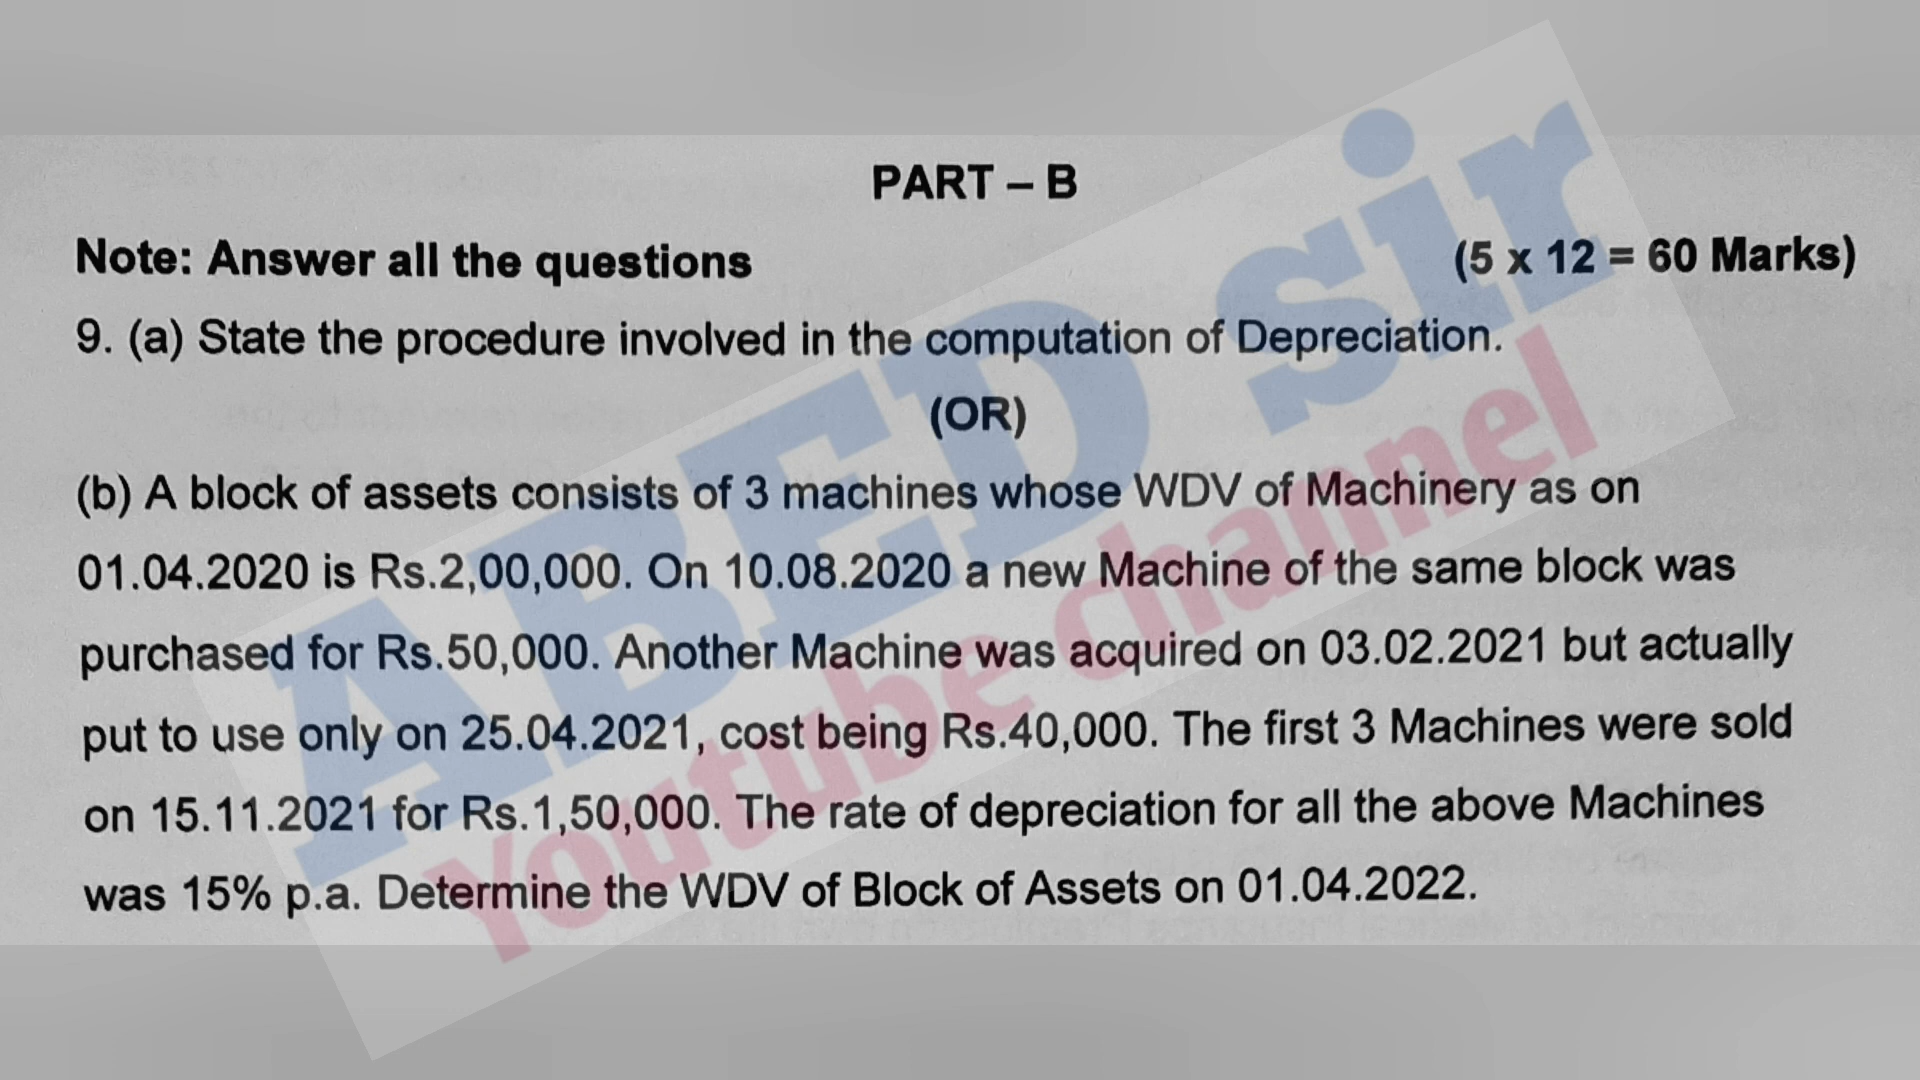 PART – B
Note: Answer all the questions (5 x 12 = 60 Marks)
9. (a) State the procedure involved in the computation of Depreciation.
(OR)
(b) A block of assets consists of 3 machines whose WDV of Machinery as on
01.04.2020 is Rs.2,00,000. On 10.08.2020 a new Machine of the same block was
purchased for Rs.50,000. Another Machine was acquired on 03.02.2021 but actually
put to use only on 25.04.2021, cost being Rs.40,000. The first 3 Machines were sold
on 15.11.2021 for Rs.1,50,000. The rate of depreciation for all the above Machines
was 15% p.a. Determine the WDV of Block of Assets on 01.04.2022.
ABED sir
Youtube channel